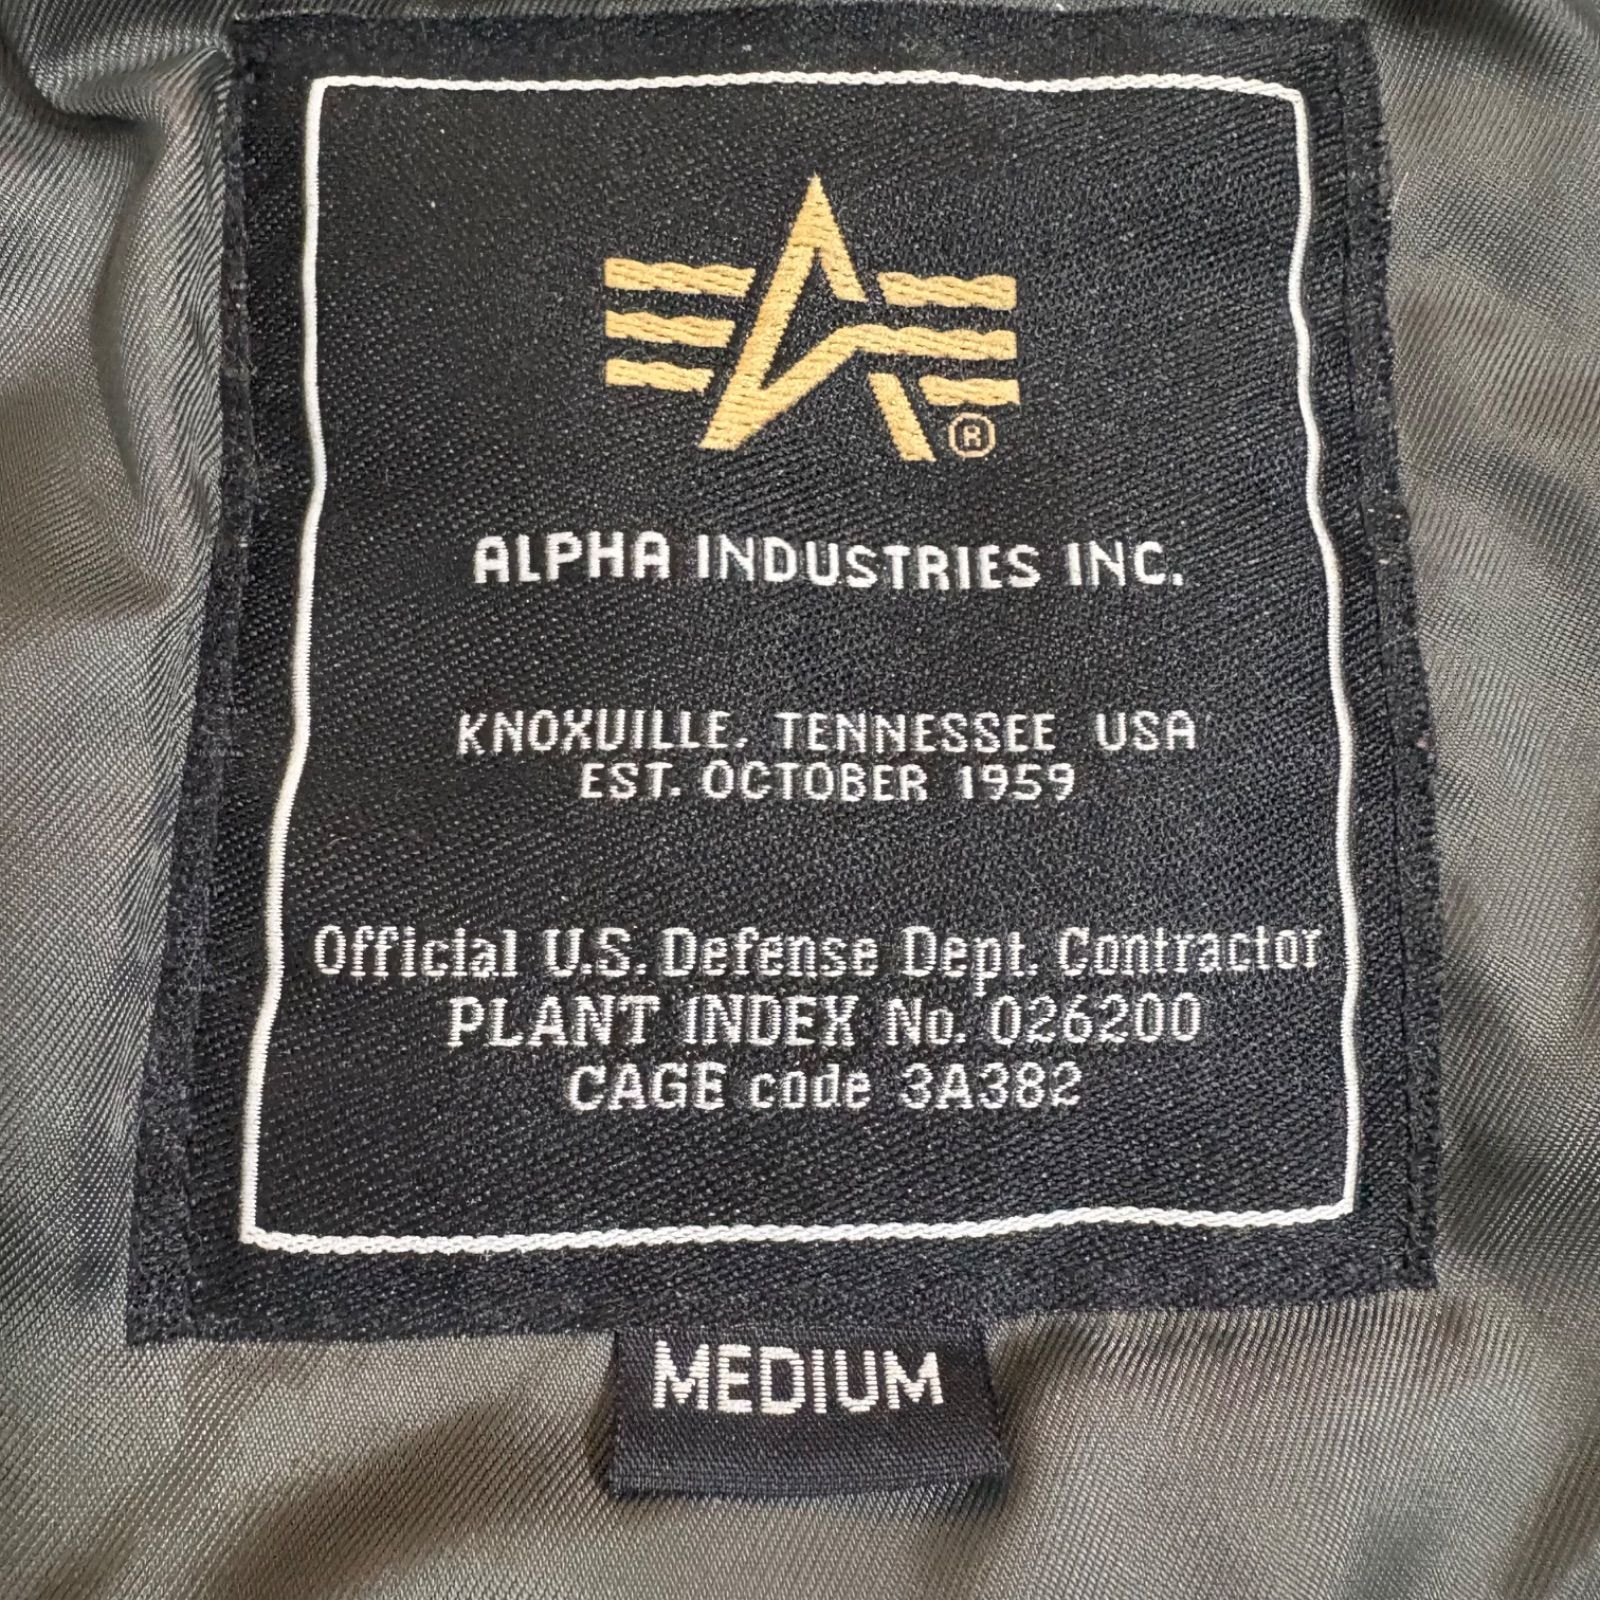 ®
ALPHA INDUSTRIES INC.
KNOXVILLE, TENNESSEE USA
EST. OCTOBER 1959
Official U.S. Defense Dept. Contractor
PLANT INDEX No. 026200
CAGE code 3A382
MEDIUM